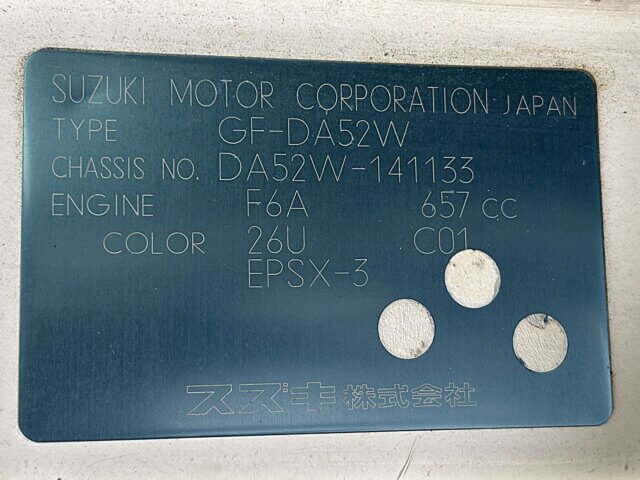 SUZUKI MOTOR CORPORATION JAPAN
TYPE GF-DA52W
CHASSIS NO. DA52W-141133
ENGINE F6A 657 CC
COLOR 26U C01
EPSX-3
スズキ株式会社